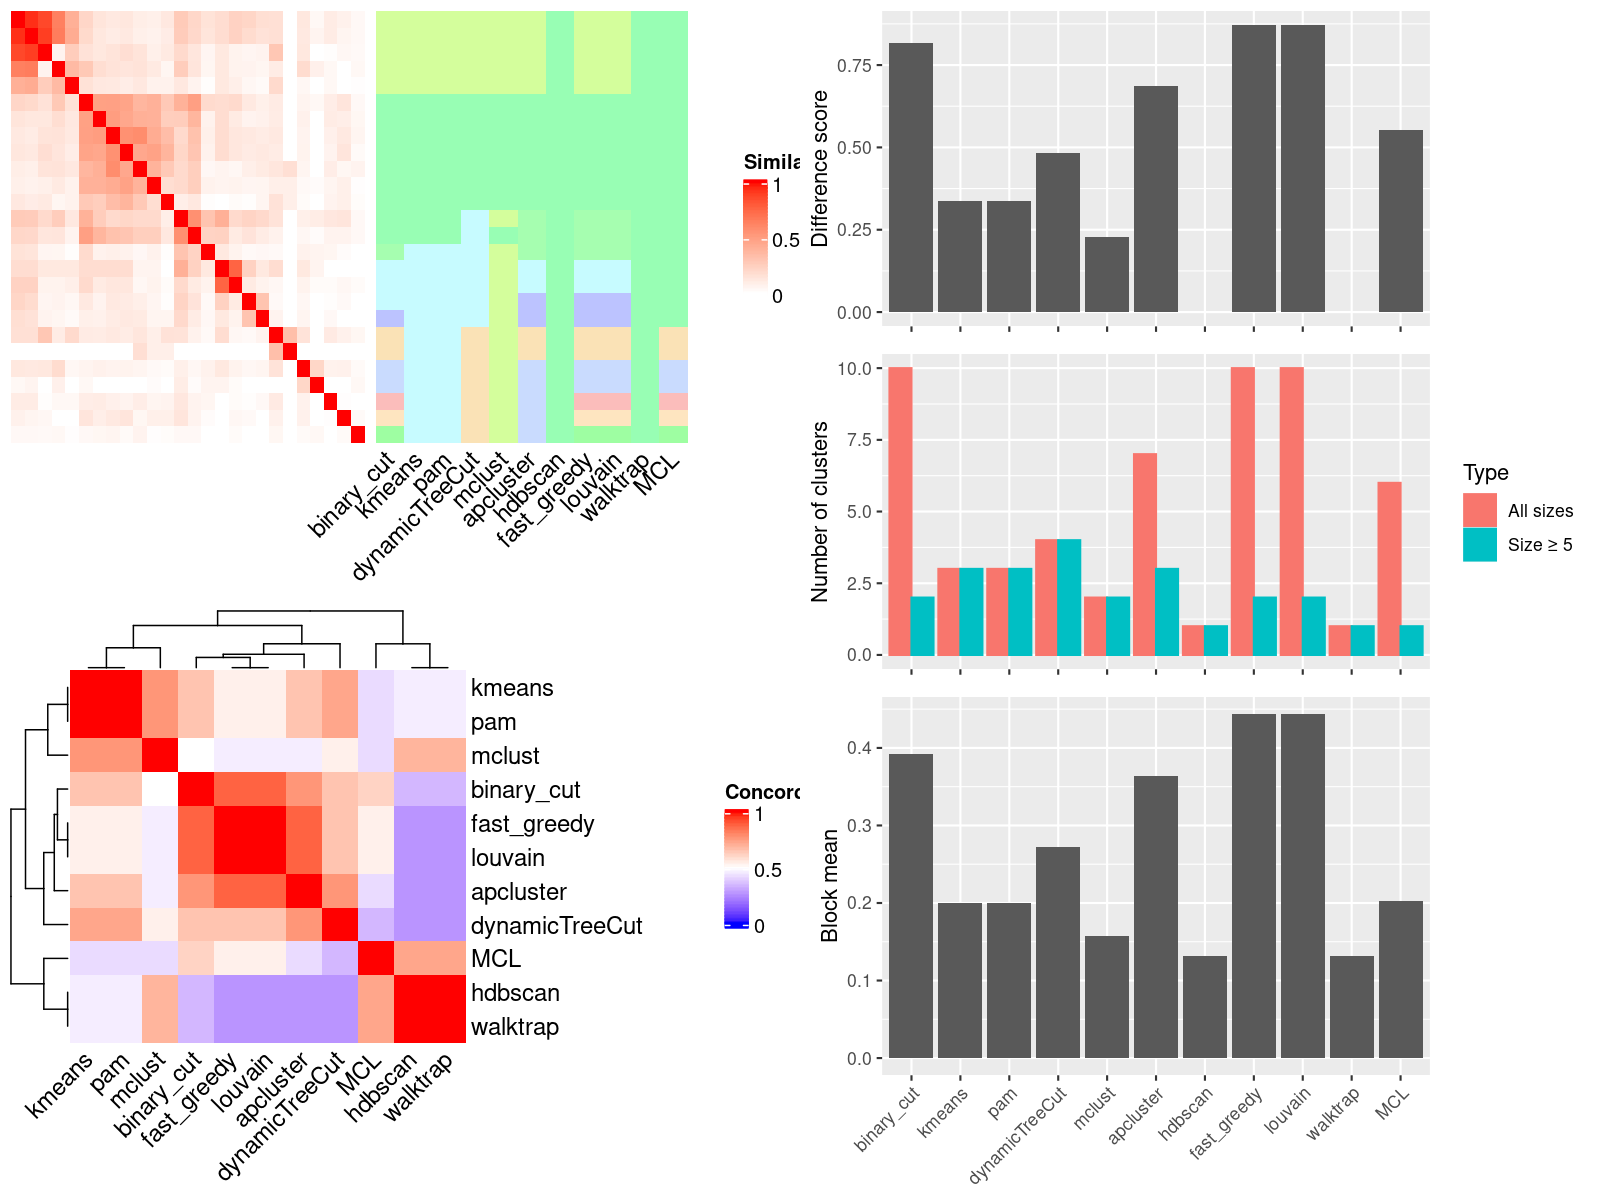 Simila
1
0.5
0
binary_cut
kmeans
pam
dynamicTreeCut
mclust
apcluster
hdbscan
fast_greedy
louvain
walktrap
MCL
Difference score
0.75
0.50
0.25
0.00
Number of clusters
10.0
7.5
5.0
2.5
0.0
Type
All sizes
Size ≥ 5
kmeans
pam
mclust
binary_cut
fast_greedy
louvain
apcluster
dynamicTreeCut
MCL
hdbscan
walktrap
Concorc
1
0.5
0
kmeans
pam
mclust
binary_cut
fast_greedy
louvain
apcluster
dynamicTreeCut
MCL
hdbscan
walktrap
Block mean
0.4
0.3
0.2
0.1
0.0
binary_cut
kmeans
pam
dynamicTreeCut
mclust
apcluster
hdbscan
fast_greedy
louvain
walktrap
MCL